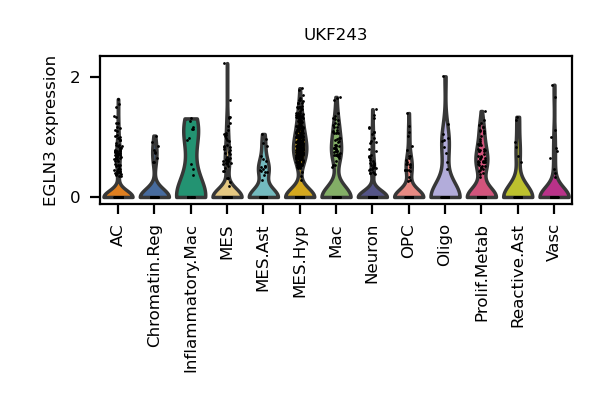 UKF243
EGLN3 expression
2
0
AC
Chromatin.Reg
Inflammatory.Mac
MES
MES.Ast
MES.Hyp
Mac
Neuron
OPC
Oligo
Prolif.Metab
Reactive.Ast
Vasc